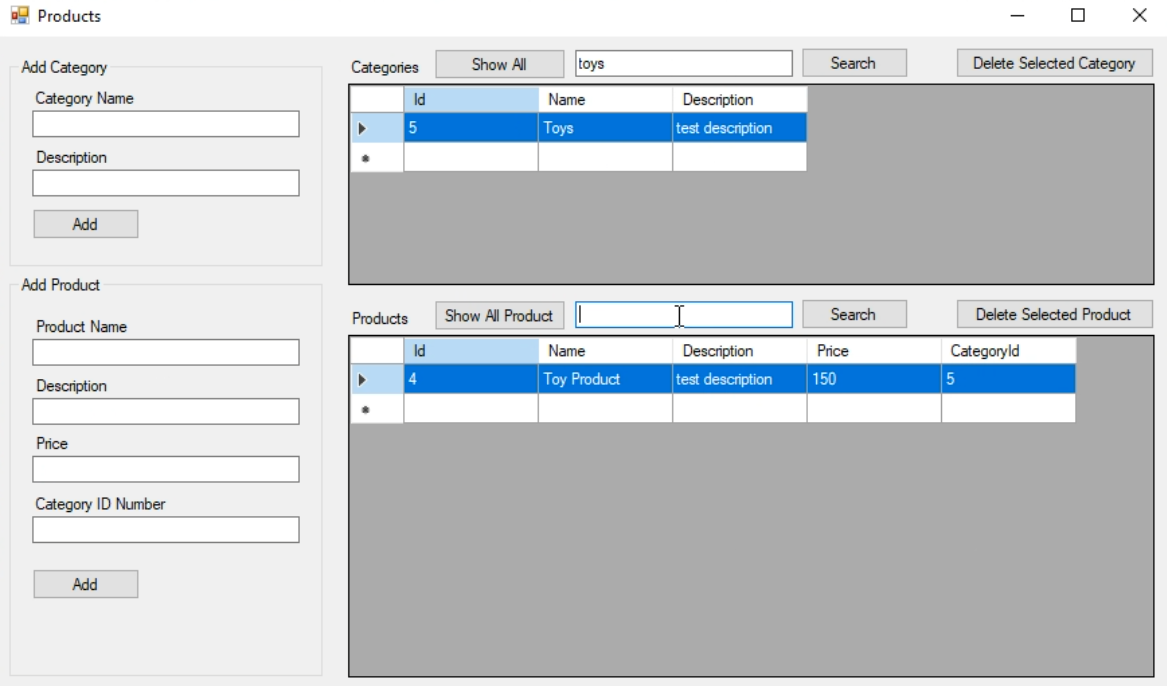 Products
Add Category
Category Name
Description
Add
Add Product
Product Name
Description
Price
Category ID Number
Add
Categories Show All toys Search Delete Selected Category
Id Name Description
5 Toys test description
Products Show All Product Search Delete Selected Product
Id Name Description Price CategoryId
4 Toy Product test description 150 5